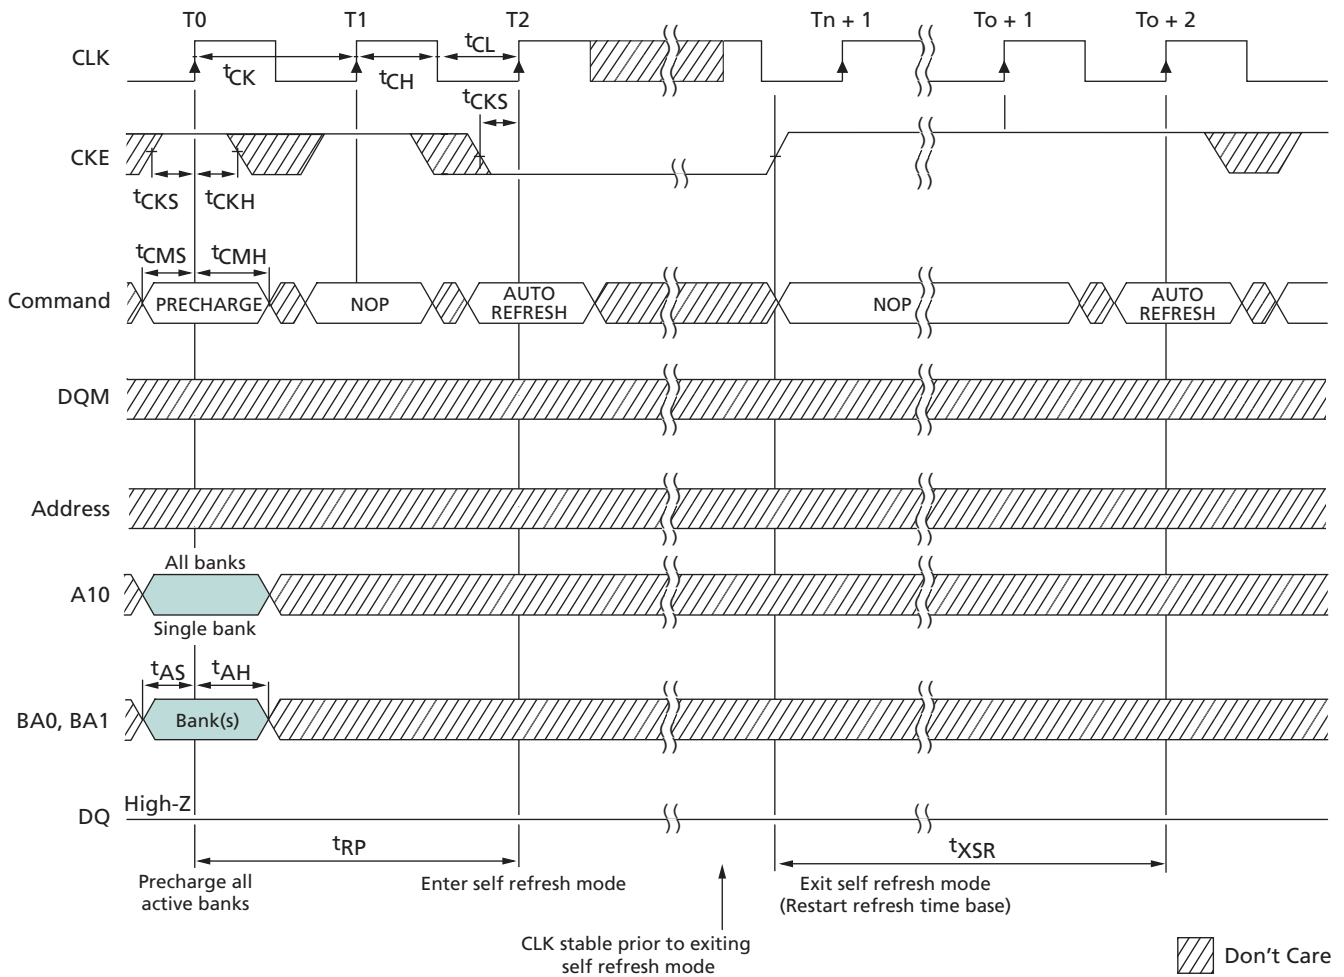 T0 T1 T2 Tn + 1 To + 1 To + 2
CLK
tCK tCH tCL
tCKS
CKE
tCKS tCKH
tCMS tCMH
Command PRECHARGE NOP AUTO REFRESH NOP AUTO REFRESH
DQM
Address
All banks
A10
Single bank
tAS tAH
BA0, BA1 Bank(s)
High-Z
DQ
tRP tXSR
Precharge all
active banks
Enter self refresh mode
Exit self refresh mode
(Restart refresh time base)
CLK stable prior to exiting
self refresh mode
Don't Care